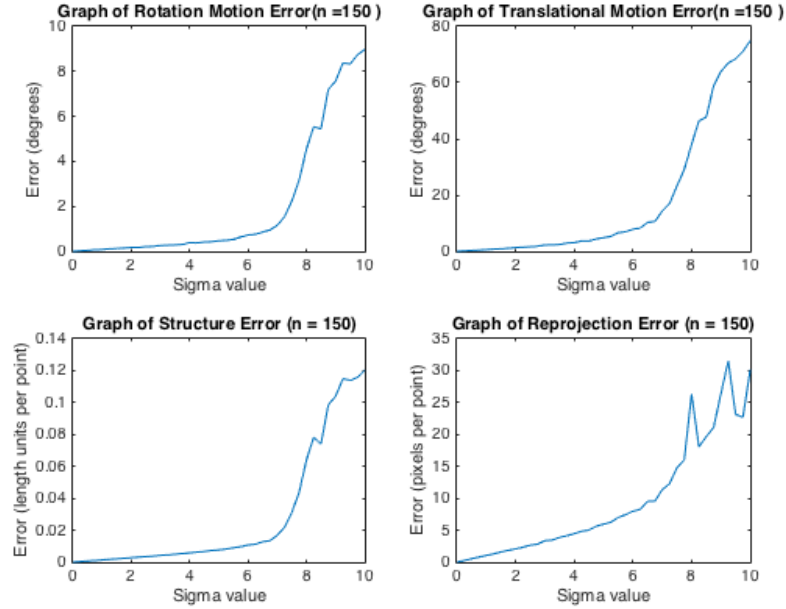 Graph of Rotation Motion Error(n =150 )
10
8
6
4
2
0
Error (degrees)
0 2 4 6 8 10
Sigma value
Graph of Translational Motion Error(n =150 )
80
60
40
20
0
Error (degrees)
0 2 4 6 8 10
Sigma value
Graph of Structure Error (n = 150)
0.14
0.12
0.1
0.08
0.06
0.04
0.02
0
Error (length units per point)
0 2 4 6 8 10
Sigma value
Graph of Reprojection Error (n = 150)
35
30
25
20
15
10
5
0
Error (pixels per point)
0 2 4 6 8 10
Sigma value